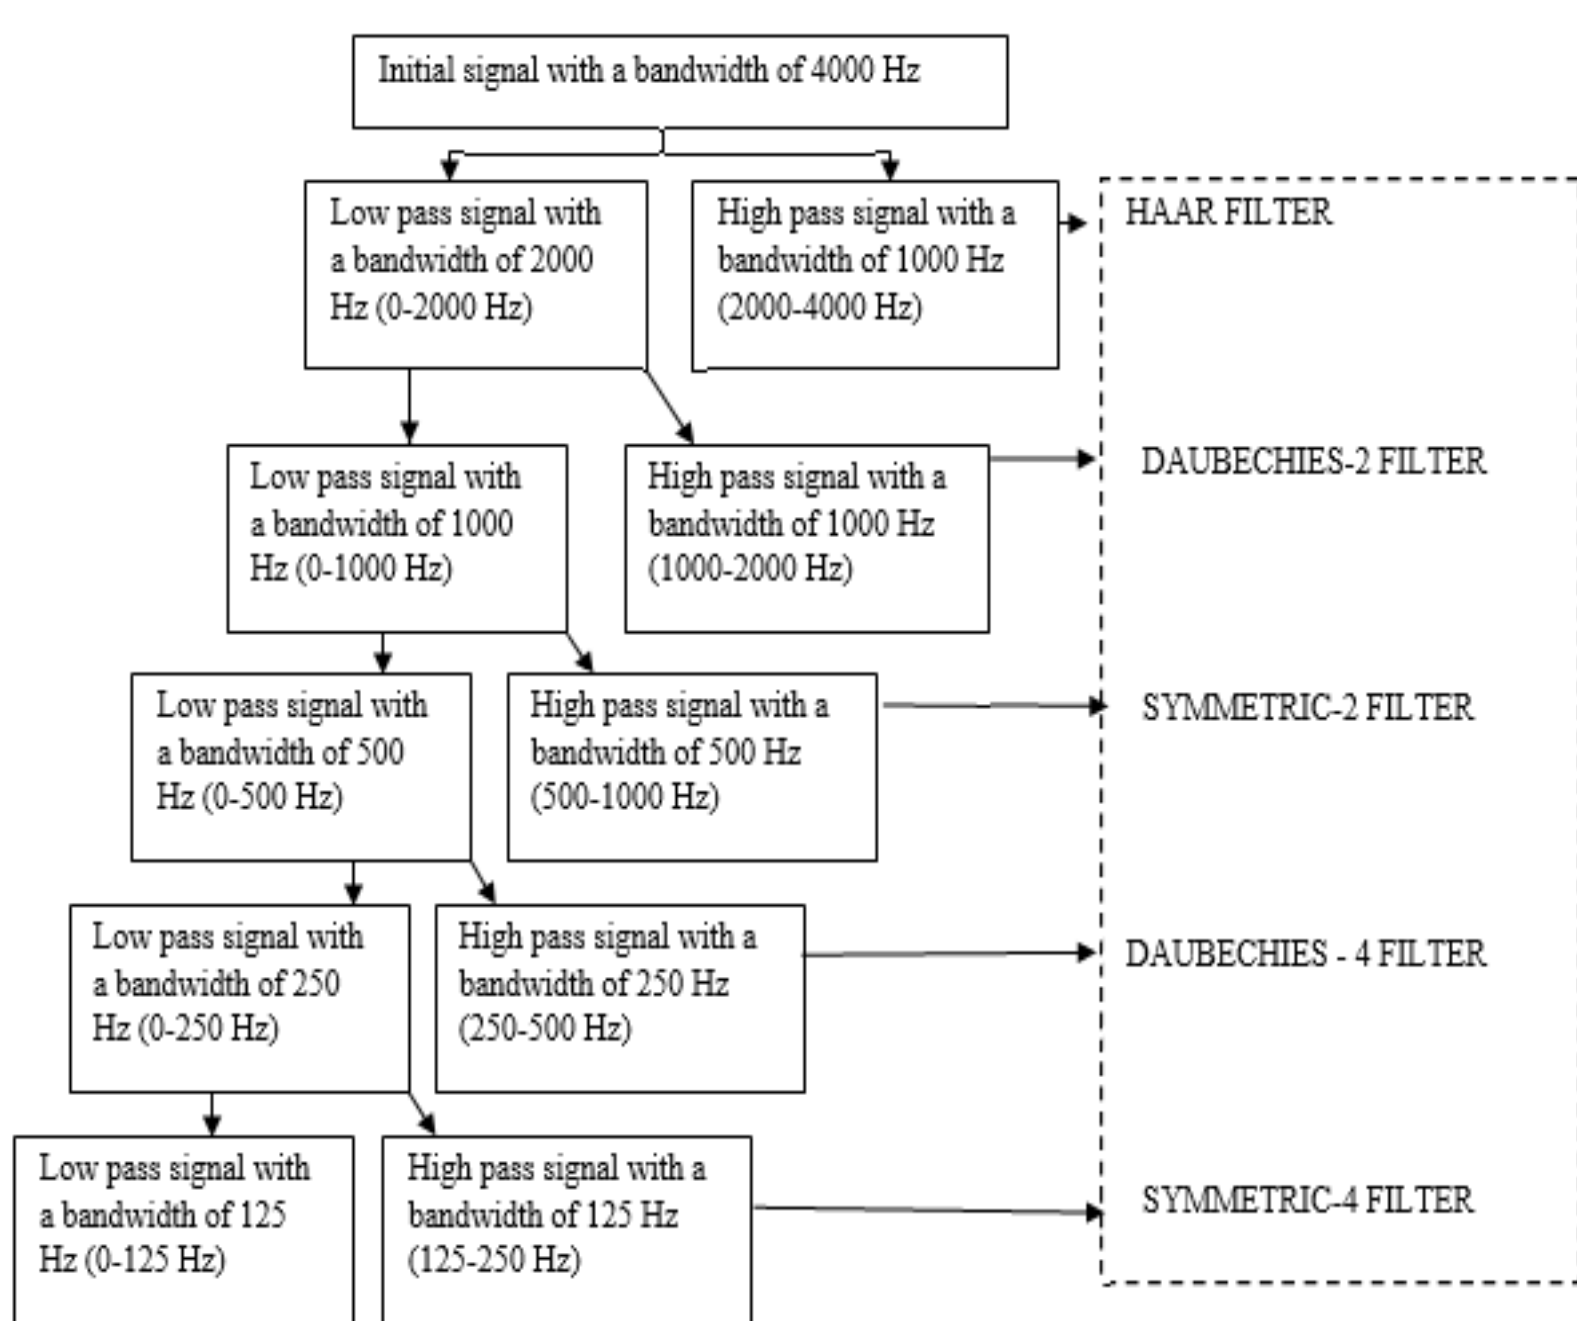 Initial signal with a bandwidth of 4000 Hz
Low pass signal with
a bandwidth of 2000
Hz (0-2000 Hz)
High pass signal with a
bandwidth of 1000 Hz
(2000-4000 Hz)
HAAR FILTER
Low pass signal with
a bandwidth of 1000
Hz (0-1000 Hz)
High pass signal with a
bandwidth of 1000 Hz
(1000-2000 Hz)
DAUBECHIES-2 FILTER
Low pass signal with
a bandwidth of 500
Hz (0-500 Hz)
High pass signal with a
bandwidth of 500 Hz
(500-1000 Hz)
SYMMETRIC-2 FILTER
Low pass signal with
a bandwidth of 250
Hz (0-250 Hz)
High pass signal with a
bandwidth of 250 Hz
(250-500 Hz)
DAUBECHIES - 4 FILTER
Low pass signal with
a bandwidth of 125
Hz (0-125 Hz)
High pass signal with a
bandwidth of 125 Hz
(125-250 Hz)
SYMMETRIC-4 FILTER